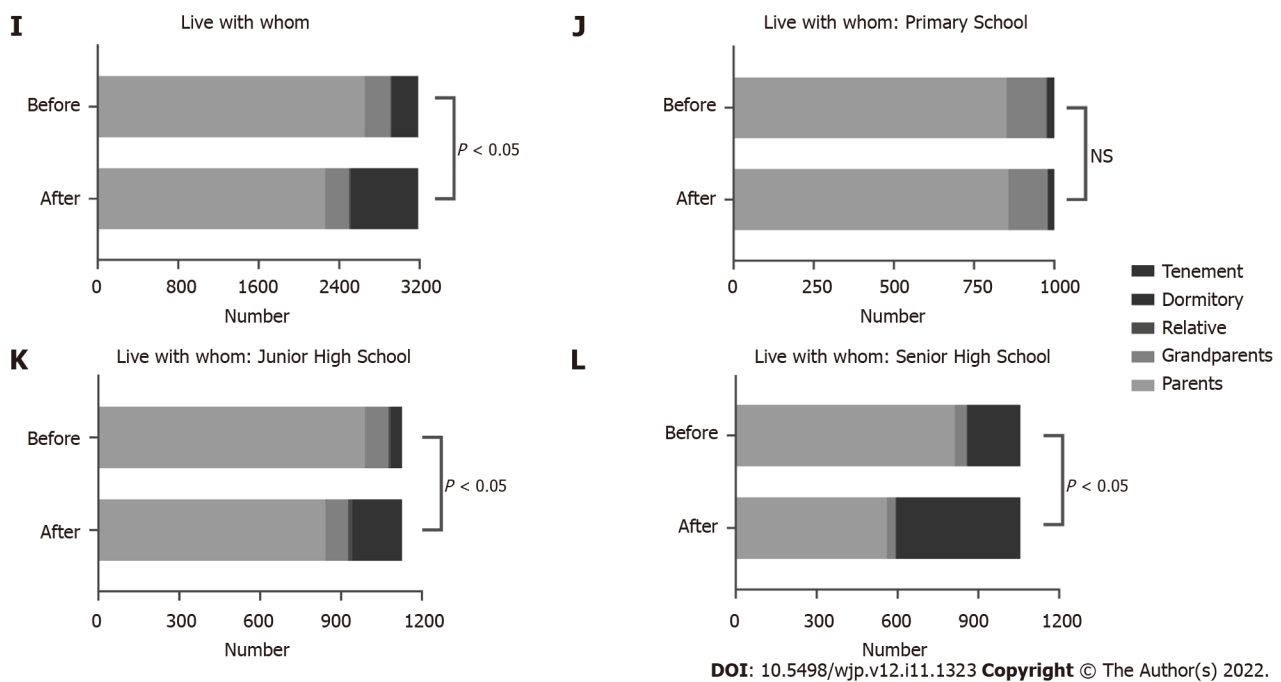 I
Live with whom
Before
After
P < 0.05
0 800 1600 2400 3200
Number
J
Live with whom: Primary School
Before
After
NS
0 250 500 750 1000
Number
Tenement
Dormitory
Relative
Grandparents
Parents
K
Live with whom: Junior High School
Before
After
P < 0.05
0 300 600 900 1200
Number
L
Live with whom: Senior High School
Before
After
P < 0.05
0 300 600 900 1200
Number
DOI: 10.5498/wjp.v12.i11.1323 Copyright © The Author(s) 2022.